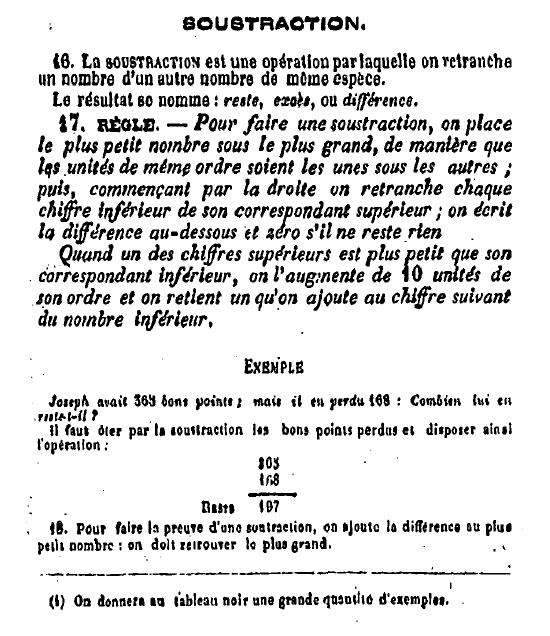 SOUSTRACTION.
16. La SOUSTRACTION est une opération par laquelle on retranche
un nombre d'un autre nombre de même espèce.
Le résultat se nomme : reste, excès, ou différence.
17. RÈGLE. — Pour faire une soustraction, on place
le plus petit nombre sous le plus grand, de manière que
les unités de même ordre soient les unes sous les autres ;
puis, commençant par la droite on retranche chaque
chiffre inférieur de son correspondant supérieur ; on écrit
la différence au-dessous et zéro s'il ne reste rien
Quand un des chiffres supérieurs est plus petit que son
correspondant inférieur, on l'augmente de 10 unités de
son ordre et on retient un qu'on ajoute au chiffre suivant
du nombre inférieur.
EXEMPLE
Joseph avait bons points ; mais il en perdu 168 : Combien lui en
reste-t-il ?
Il faut ôter par la soustraction les bons points perdus et disposer ainsi
l'opération :
168
Reste 197
18. Pour faire la preuve d'une soutraction, on ajoute la différence au plus
petit nombre : on doit retrouver le plus grand.
(1) On donnera au tableau noir une grande quantité d'exemples.